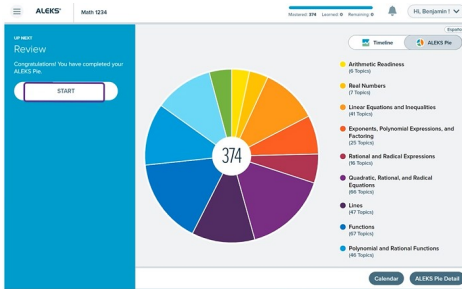 ALEKS®
Math 1234
Mastered 374 Learned 0 Remaining 0
Hi, Benjamin !
Español
UP NEXT
Review
Congratulations! You have completed your
ALEKS Pie.
START
Timeline
ALEKS Pie
374
Arithmetic Readiness
(6 Topics)
Real Numbers
(7 Topics)
Linear Equations and Inequalities
(41 Topics)
Exponents, Polynomial Expressions, and
Factoring
(25 Topics)
Rational and Radical Expressions
(16 Topics)
Quadratic, Rational, and Radical
Equations
(66 Topics)
Lines
(47 Topics)
Functions
(67 Topics)
Polynomial and Rational Functions
(46 Topics)
Calendar
ALEKS Pie Detail